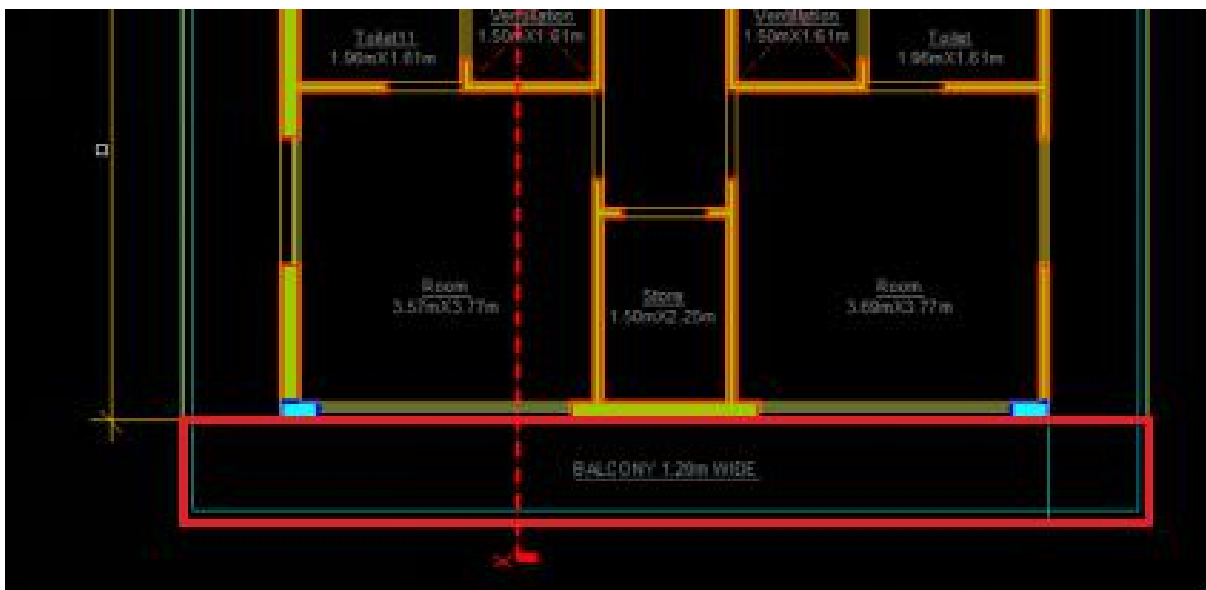 Ventilation
1.50mX1.61m
Ventilation
1.50mX1.61m
Toilet11
1.96mX1.61m
Toilet
1.96mX1.61m
Room
3.57mX3.77m
Store
1.50mX2.25m
Room
3.69mX3.77m
BALCONY 1.20m WIDE